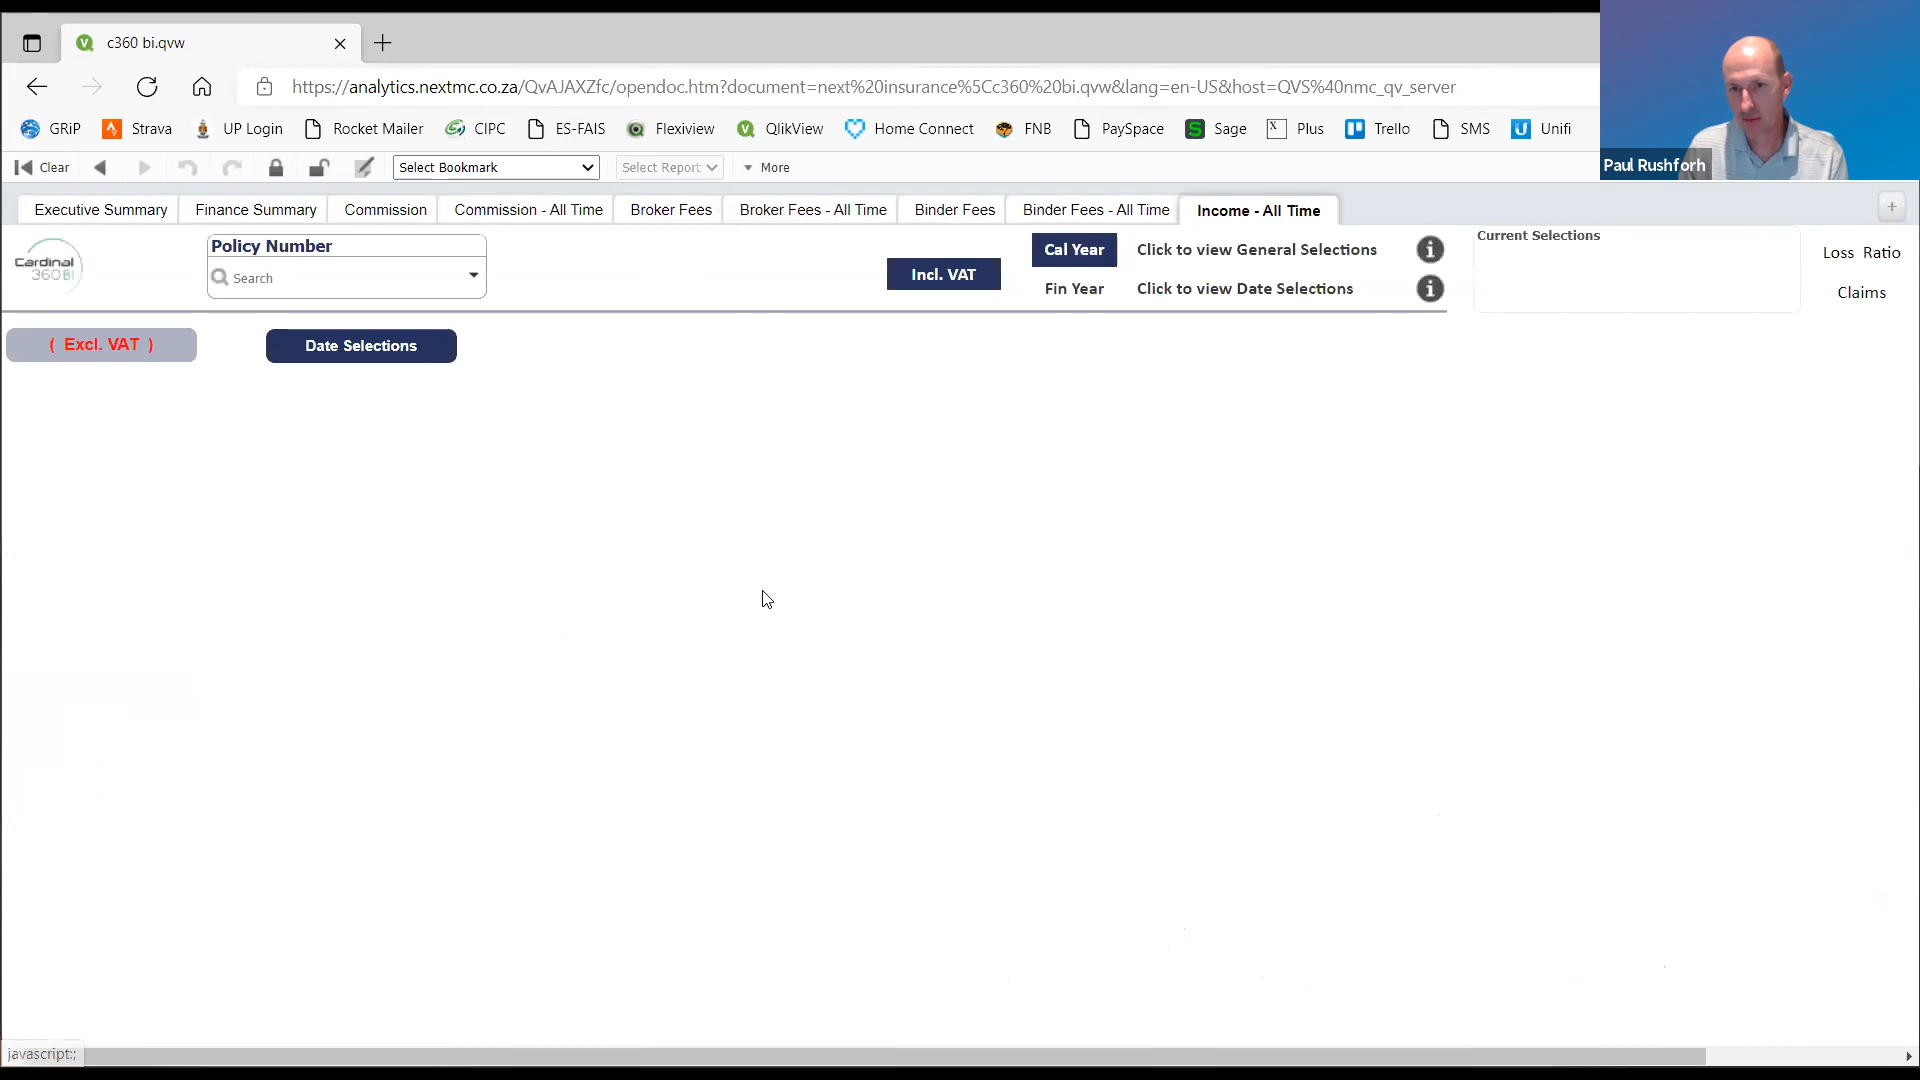 c360 bi.qvw
https://analytics.nextmc.co.za/QvAJAXZfc/opendoc.htm?document=next%20insurance%5Cc360%20bi.qvw&lang=en-US&host=QVS%40nmc_qv_server
GRiP Strava UP Login Rocket Mailer CIPC ES-FAIS Flexiview QlikView Home Connect FNB PaySpace Sage Plus Trello SMS Unifi
Paul Rushforh
Clear Select Bookmark Select Report More
Executive Summary Finance Summary Commission Commission - All Time Broker Fees Broker Fees - All Time Binder Fees Binder Fees - All Time Income - All Time
Cardinal
360BI
Policy Number
Search
Incl. VAT
Cal Year Click to view General Selections
Fin Year Click to view Date Selections
Current Selections
Loss Ratio
Claims
( Excl. VAT ) Date Selections
javascript:;